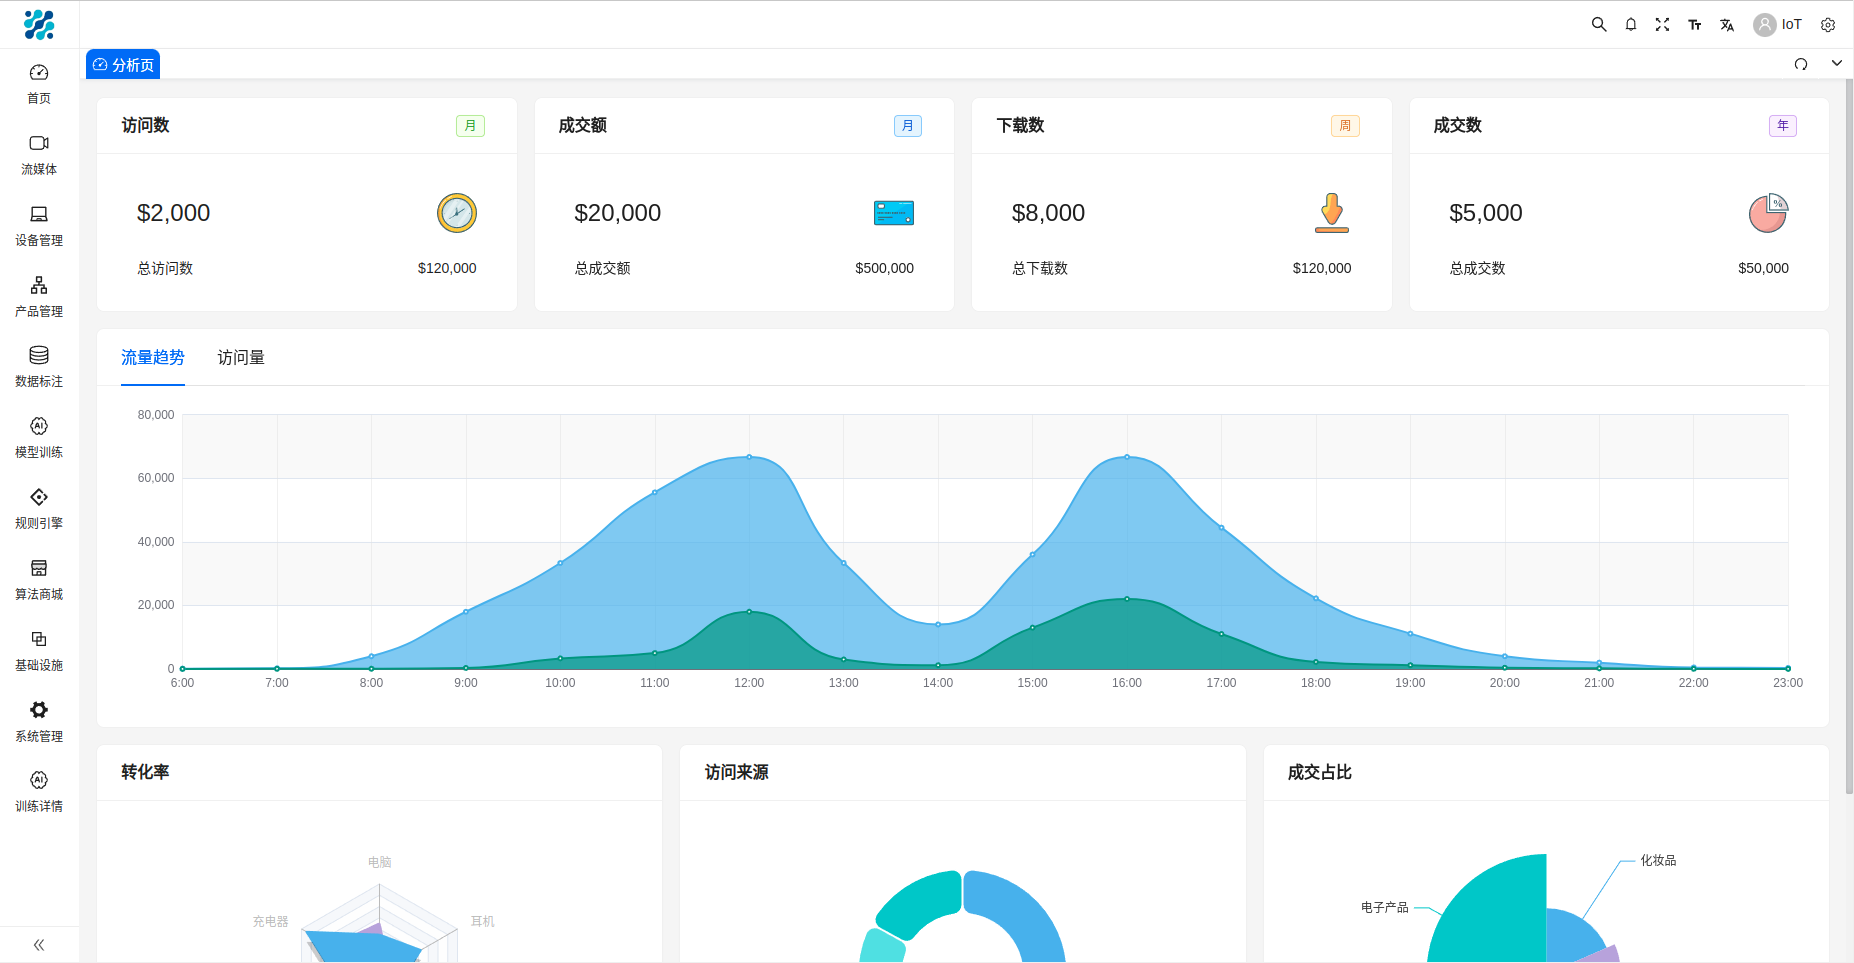 IoT
分析页
首页
流媒体
设备管理
产品管理
数据标注
AI
模型训练
规则引擎
算法商城
基础设施
系统管理
AI
训练详情
访问数 月
$2,000
总访问数 $120,000
成交额 月
$20,000
总成交额 $500,000
下载数 周
$8,000
总下载数 $120,000
成交数 年
$5,000
%
总成交数 $50,000
流量趋势 访问量
80,000
60,000
40,000
20,000
0
6:00 7:00 8:00 9:00 10:00 11:00 12:00 13:00 14:00 15:00 16:00 17:00 18:00 19:00 20:00 21:00 22:00 23:00
转化率
电脑
充电器 耳机
访问来源
成交占比
化妆品
电子产品